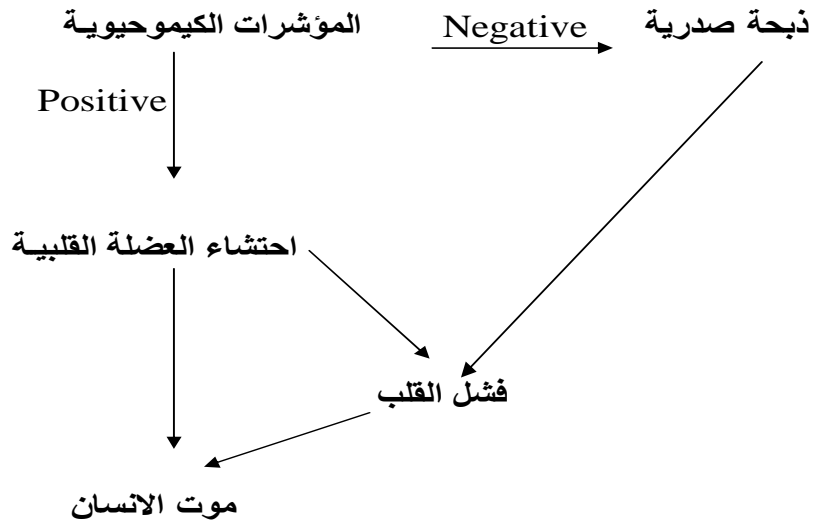 المؤشرات الكيموحيوية
Negative
ذبحة صدرية
Positive
احتشاء العضلة القلبية
فشل القلب
موت الانسان